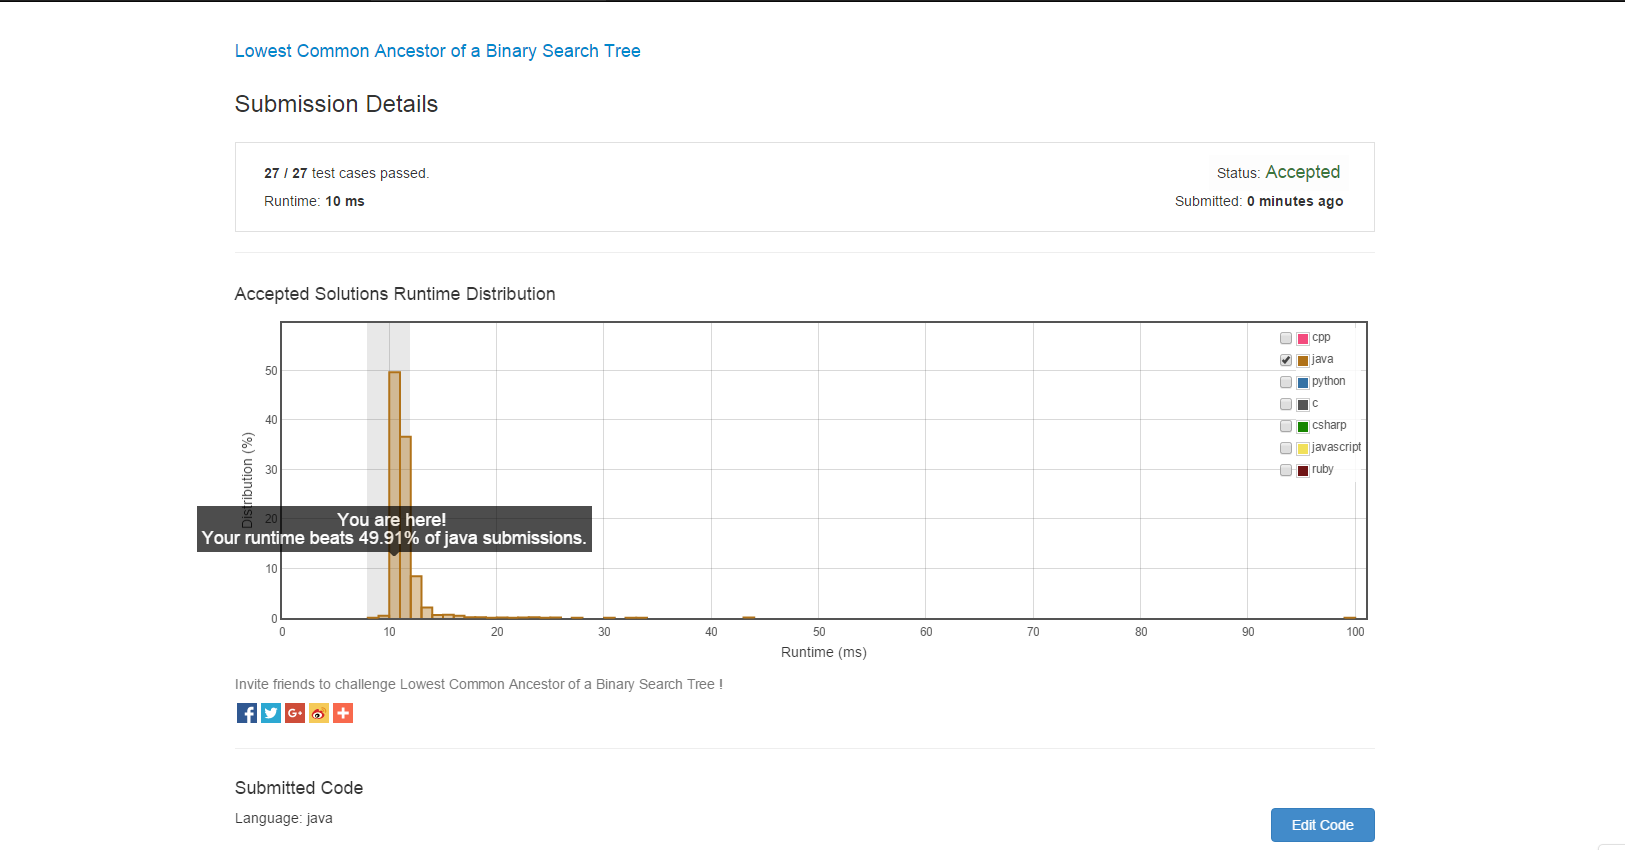 Lowest Common Ancestor of a Binary Search Tree
Submission Details
27 / 27 test cases passed.
Status: Accepted
Runtime: 10 ms
Submitted: 0 minutes ago
Accepted Solutions Runtime Distribution
cpp
java
python
c
csharp
javascript
ruby
Distribution (%)
50
40
30
20
10
0
You are here!
Your runtime beats 49.91% of java submissions.
0 10 20 30 40 50 60 70 80 90 100
Runtime (ms)
Invite friends to challenge Lowest Common Ancestor of a Binary Search Tree !
Submitted Code
Language: java
Edit Code